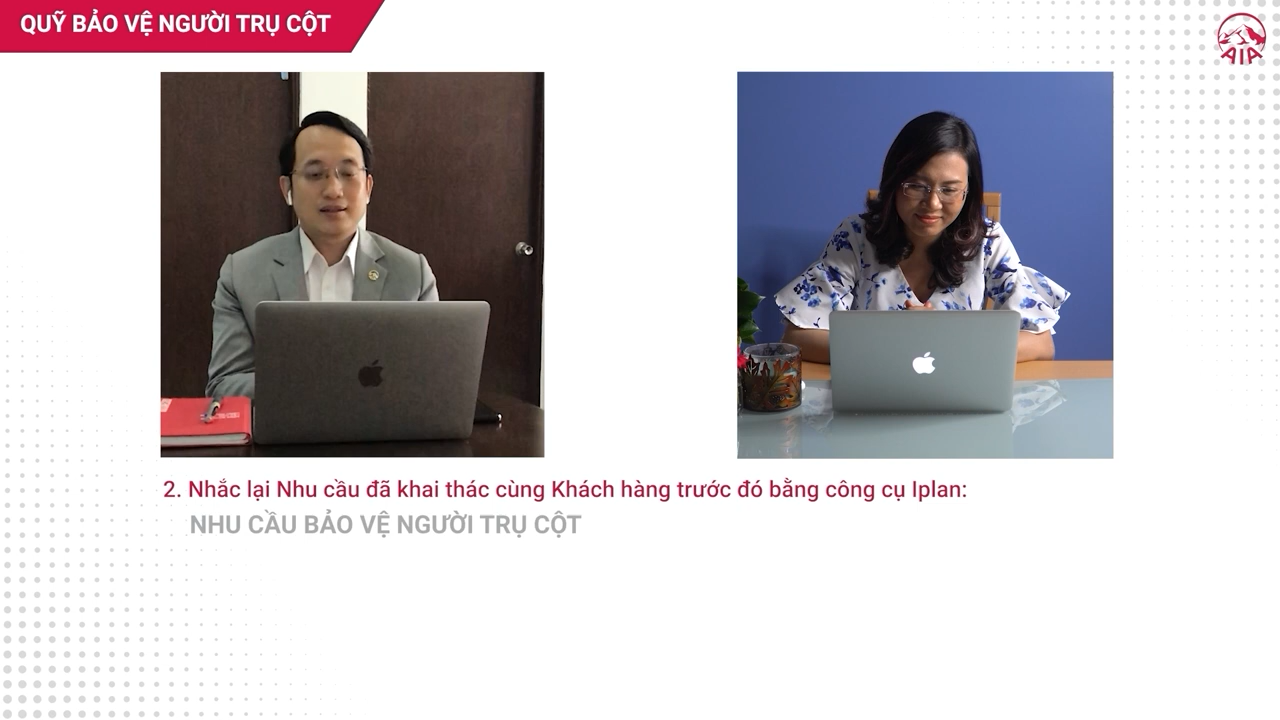 QUỸ BẢO VỆ NGƯỜI TRỤ CỘT
AIA
2. Nhắc lại Nhu cầu đã khai thác cùng Khách hàng trước đó bằng công cụ Iplan:
NHU CẦU BẢO VỆ NGƯỜI TRỤ CỘT